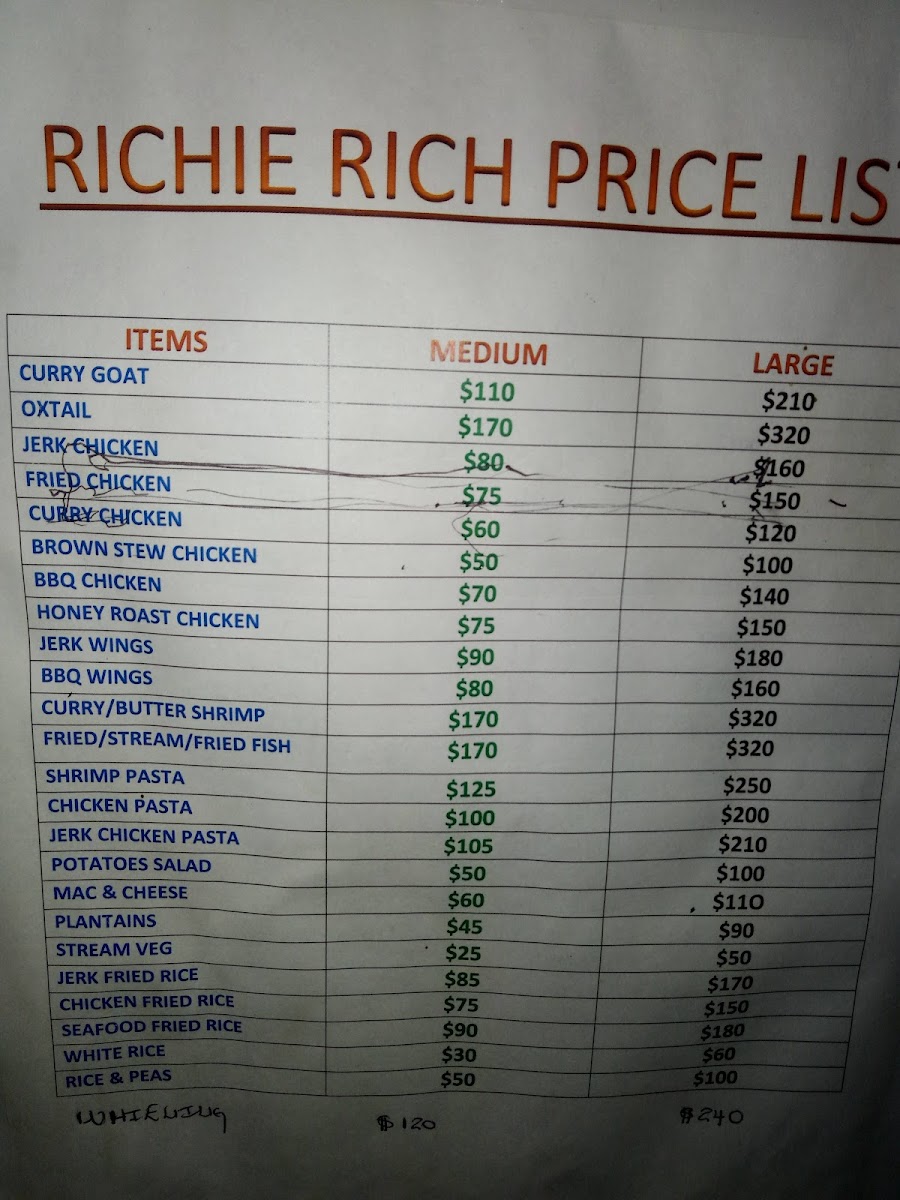 RICHIE RICH PRICE LIS
ITEMS MEDIUM LARGE
CURRY GOAT $110 $210
OXTAIL $170 $320
JERK CHICKEN $80 $160
FRIED CHICKEN $75 $150
CURRY CHICKEN $60 $120
BROWN STEW CHICKEN $50 $100
BBQ CHICKEN $70 $140
HONEY ROAST CHICKEN $75 $150
JERK WINGS $90 $180
BBQ WINGS $80 $160
CURRY/BUTTER SHRIMP $170 $320
FRIED/STREAM/FRIED FISH $170 $320
SHRIMP PASTA $125 $250
CHICKEN PASTA $100 $200
JERK CHICKEN PASTA $105 $210
POTATOES SALAD $50 $100
MAC & CHEESE $60 $110
PLANTAINS $45 $90
STREAM VEG $25 $50
JERK FRIED RICE $85 $170
CHICKEN FRIED RICE $75 $150
SEAFOOD FRIED RICE $90 $180
WHITE RICE $30 $60
RICE & PEAS $50 $100
$120 $240